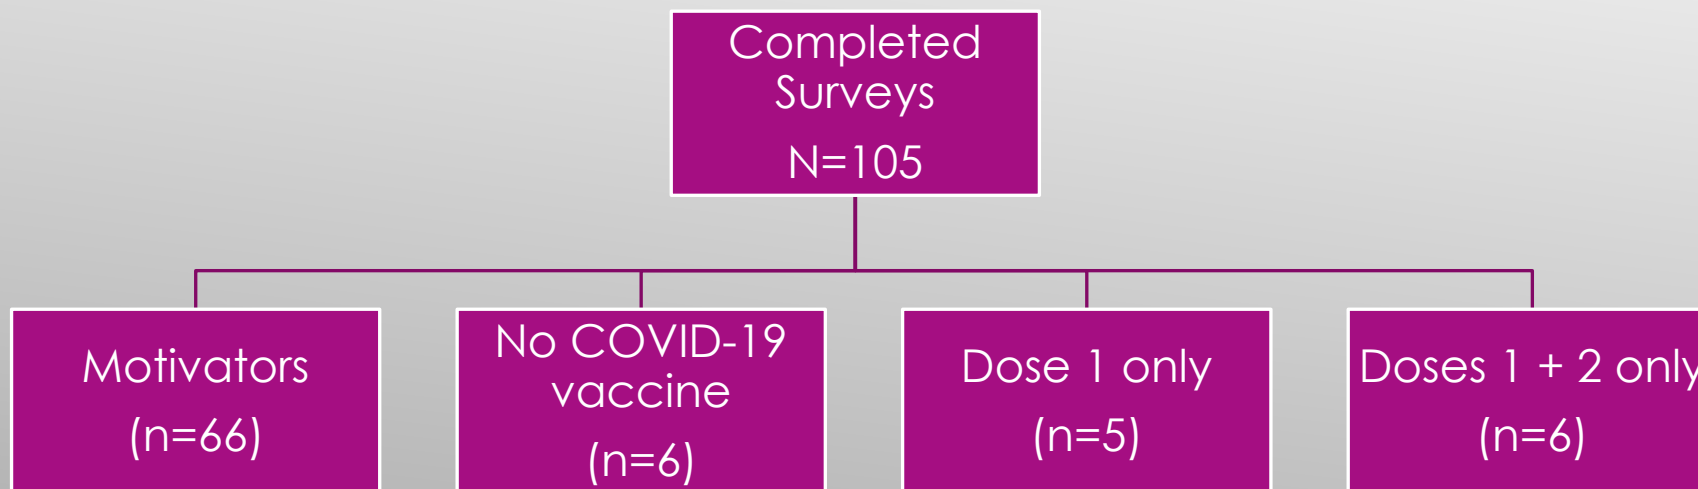 Completed
Surveys
N=105
Motivators
(n=66)
No COVID-19
vaccine
(n=6)
Dose 1 only
(n=5)
Doses 1 + 2 only
(n=6)